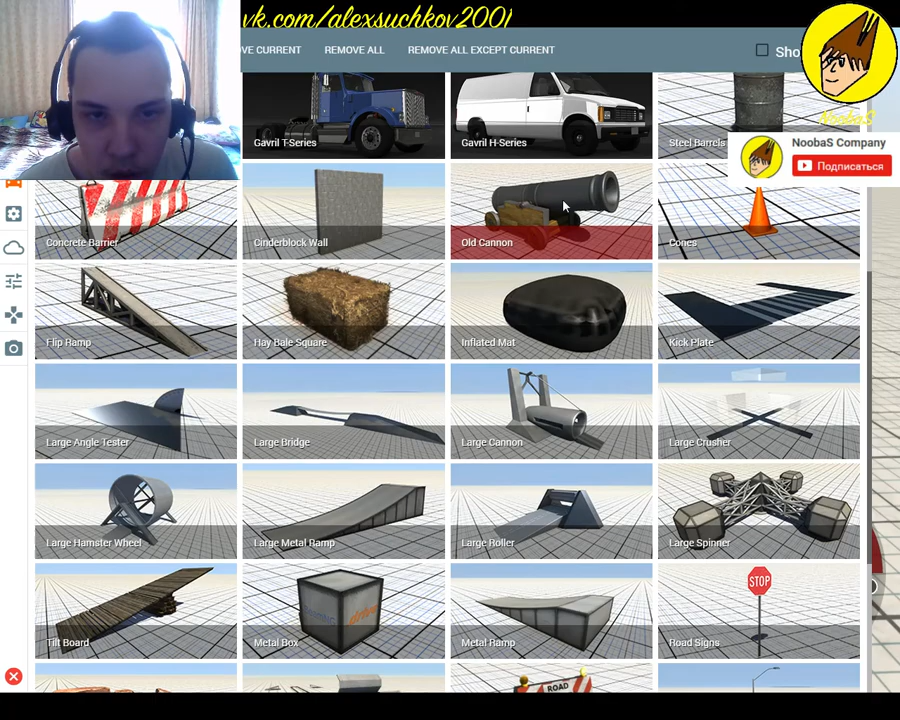 vk.com/alexsuchkov2001
VE CURRENT REMOVE ALL REMOVE ALL EXCEPT CURRENT
Sho
NoobaS
NoobaS Company
Подписаться
Gavril T-Series
Gavril H-Series
Steel Barrels
Concrete Barrier
Cinderblock Wall
Old Cannon
Cones
Flip Ramp
Hay Bale Square
Inflated Mat
Kick Plate
Large Angle Tester
Large Bridge
Large Cannon
Large Crusher
Large Hamster Wheel
Large Metal Ramp
Large Roller
Large Spinner
Tilt Board
Metal Box
Metal Ramp
STOP
Road Signs
ROAD